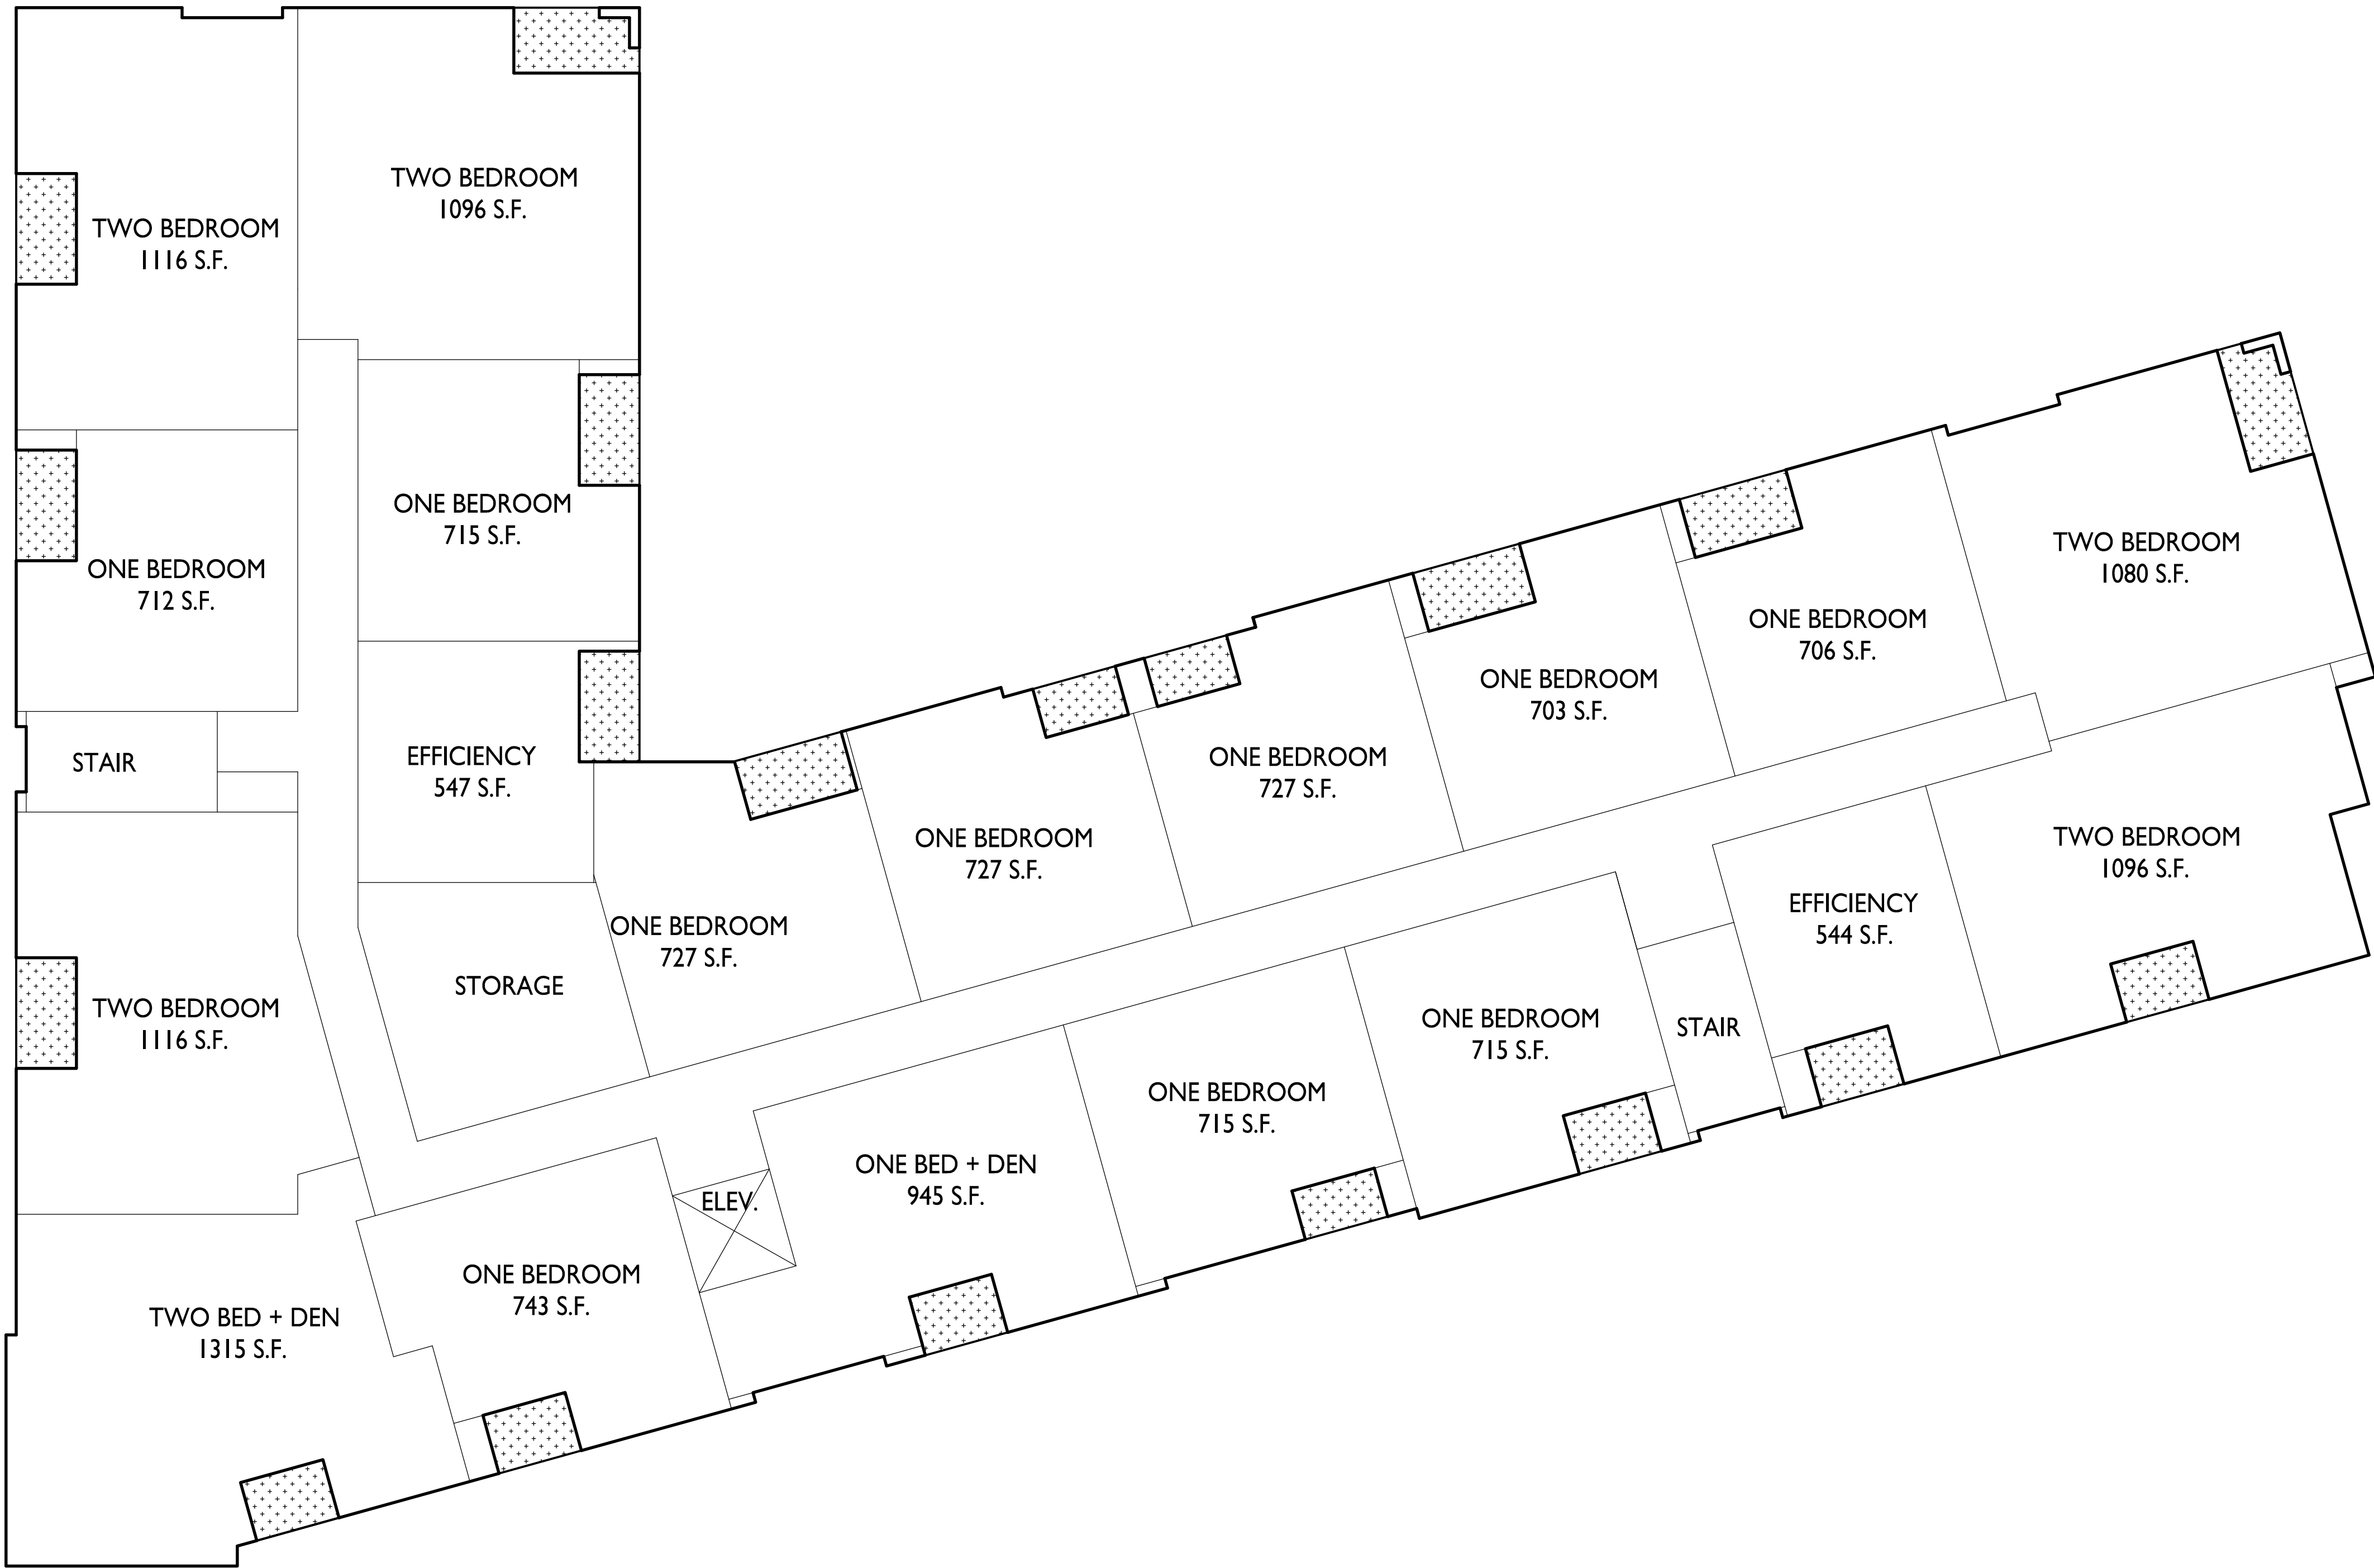 TWO BEDROOM
1096 S.F.
TWO BEDROOM
1116 S.F.
ONE BEDROOM
715 S.F.
ONE BEDROOM
712 S.F.
TWO BEDROOM
1080 S.F.
ONE BEDROOM
706 S.F.
ONE BEDROOM
703 S.F.
STAIR
EFFICIENCY
547 S.F.
ONE BEDROOM
727 S.F.
ONE BEDROOM
727 S.F.
TWO BEDROOM
1096 S.F.
EFFICIENCY
544 S.F.
ONE BEDROOM
727 S.F.
STORAGE
TWO BEDROOM
1116 S.F.
ONE BEDROOM
715 S.F.
STAIR
ONE BEDROOM
715 S.F.
ONE BED + DEN
945 S.F.
ELEV.
ONE BEDROOM
743 S.F.
TWO BED + DEN
1315 S.F.